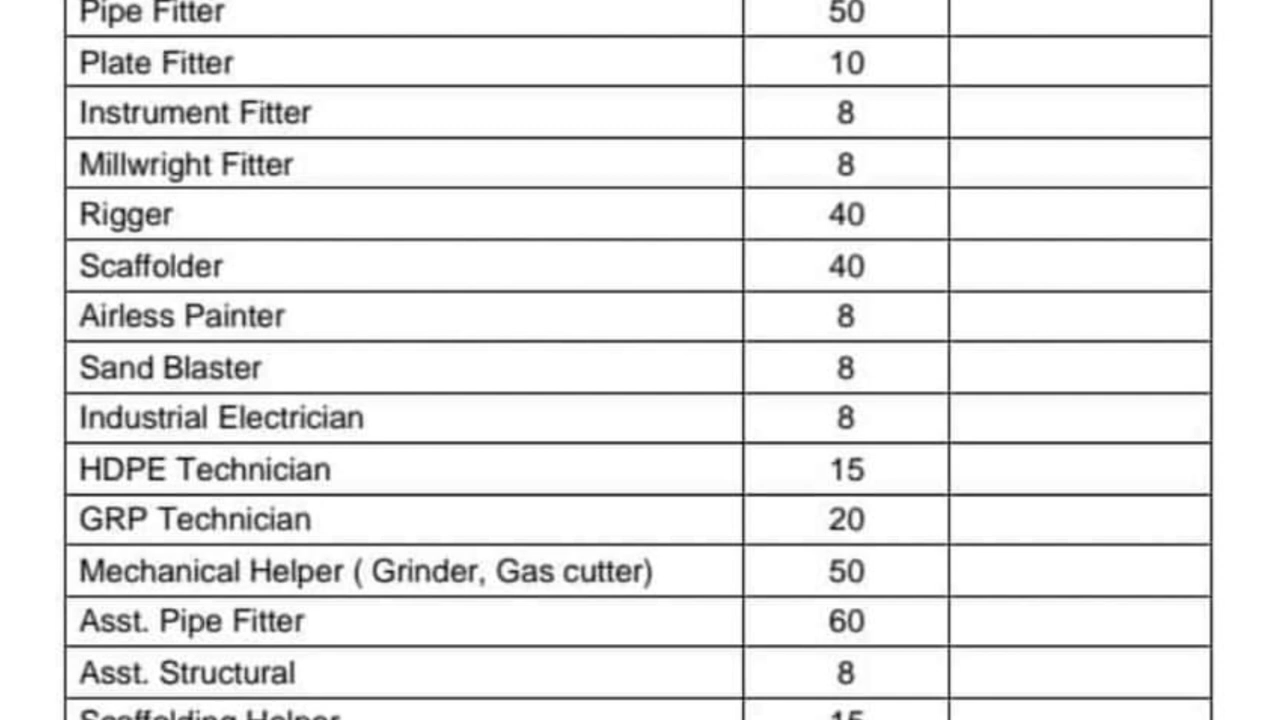 Pipe Fitter 50
Plate Fitter 10
Instrument Fitter 8
Millwright Fitter 8
Rigger 40
Scaffolder 40
Airless Painter 8
Sand Blaster 8
Industrial Electrician 8
HDPE Technician 15
GRP Technician 20
Mechanical Helper ( Grinder, Gas cutter) 50
Asst. Pipe Fitter 60
Asst. Structural 8
Scaffolding Helper 15